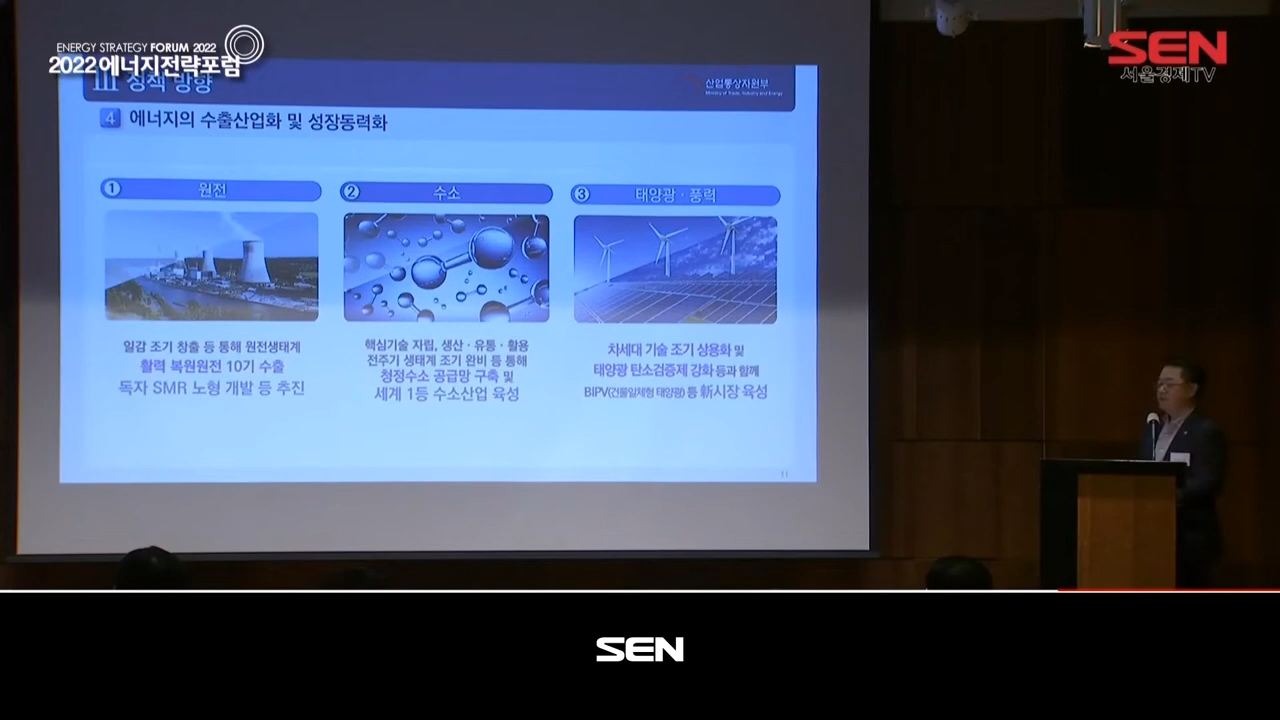 ENERGY STRATEGY FORUM 2022
2022 에너지전략포럼
SEN
서울경제TV
III 정책 방향
산업통상자원부
Ministry of Trade, Industry and Energy
4 에너지의 수출산업화 및 성장동력화
1 원전
일감 조기 창출 등 통해 원전생태계
활력 복원원전 10기 수출
독자 SMR 노형 개발 등 추진
2 수소
핵심기술 자립, 생산 · 유통 · 활용
전주기 생태계 조기 완비 등 통해
청정수소 공급망 구축 및
세계 1등 수소산업 육성
3 태양광 · 풍력
차세대 기술 조기 상용화 및
태양광 탄소검증제 강화 등과 함께
BIPV(건물일체형 태양광) 등 新시장 육성
11
SEN